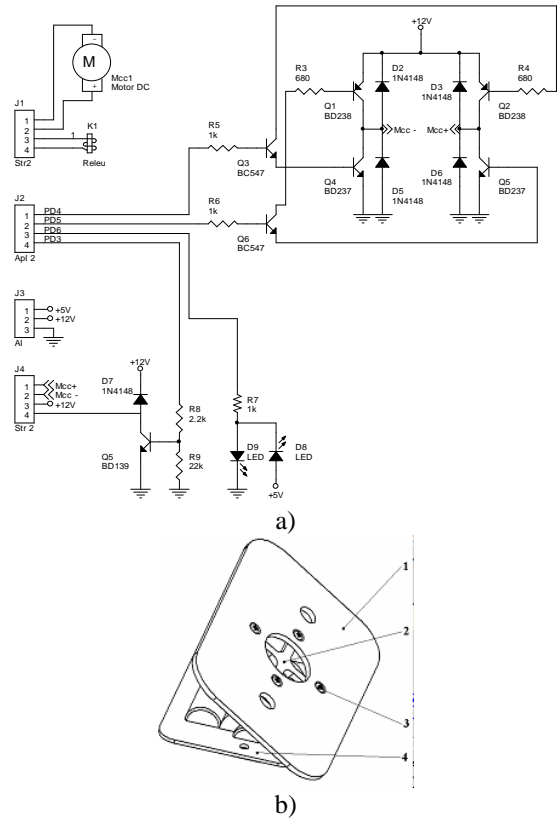 +12V
R3
680
D2
1N4148
D3
1N4148
R4
680
M
−
+
Mcc1
Motor DC
Q1
BD238
Mcc -
Mcc+
Q2
BD238
J1
1
2
3
4
Str2
1
K1
Releu
R5
1k
Q3
BC547
Q4
BD237
D5
1N4148
D6
1N4148
Q5
BD237
J2
1
2
3
4
Apl 2
PD4
PD5
PD6
PD3
R6
1k
Q6
BC547
J3
1
2
3
Al
+5V
+12V
J4
1
2
3
4
Str 2
Mcc+
Mcc -
+12V
+12V
D7
1N4148
Q5
BD139
R8
2.2k
R9
22k
R7
1k
D9
LED
D8
LED
+5V
a)
1
2
3
4
b)